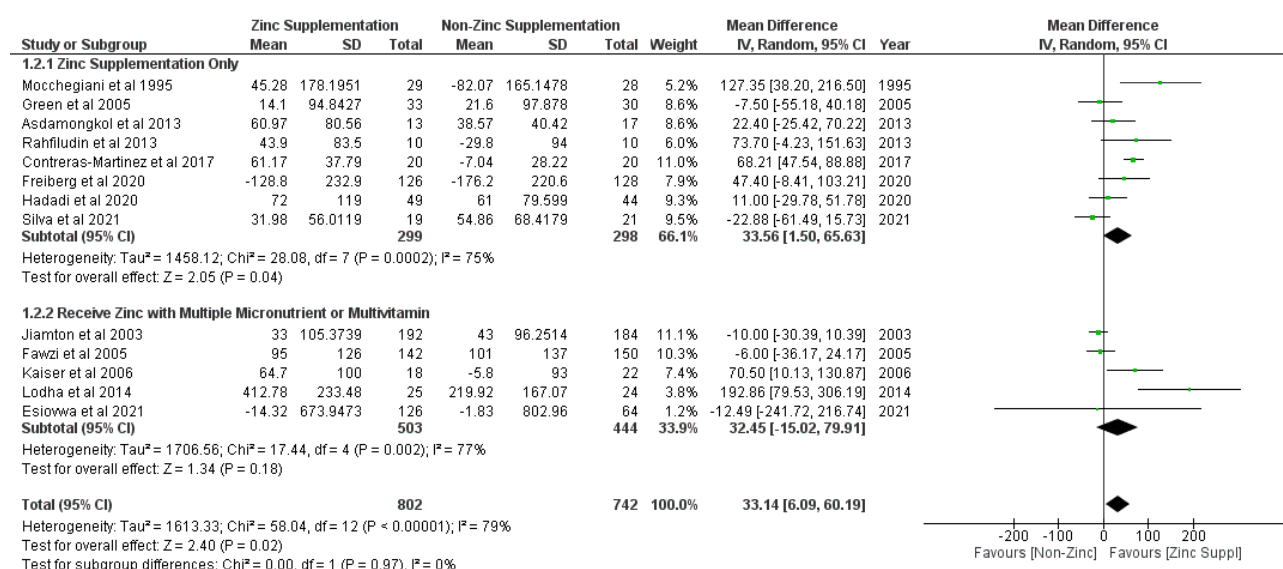 Zinc Supplementation Non-Zinc Supplementation Mean Difference Mean Difference
Study or Subgroup Mean SD Total Mean SD Total Weight IV, Random, 95% CI Year IV, Random, 95% CI
1.2.1 Zinc Supplementation Only
Mocchegiani et al 1995 45.28 178.1951 29 -82.07 165.1478 28 5.2% 127.35 [38.20, 216.50] 1995
Green et al 2005 14.1 94.8427 33 21.6 97.878 30 8.6% -7.50 [-55.18, 40.18] 2005
Asdamongkol et al 2013 60.97 80.56 13 38.57 40.42 17 8.6% 22.40 [-25.42, 70.22] 2013
Rahfiludin et al 2013 43.9 83.5 10 -29.8 94 10 6.0% 73.70 [-4.23, 151.63] 2013
Contreras-Martinez et al 2017 61.17 37.79 20 -7.04 28.22 20 11.0% 68.21 [47.54, 88.88] 2017
Freiberg et al 2020 -128.8 232.9 126 -176.2 220.6 128 7.9% 47.40 [-8.41, 103.21] 2020
Hadadi et al 2020 72 119 49 61 79.599 44 9.3% 11.00 [-29.78, 51.78] 2020
Silva et al 2021 31.98 56.0119 19 54.86 68.4179 21 9.5% -22.88 [-61.49, 15.73] 2021
Subtotal (95% CI) 299 298 66.1% 33.56 [1.50, 65.63]
Heterogeneity: Tau² = 1458.12; Chi² = 28.08, df = 7 (P = 0.0002); I² = 75%
Test for overall effect: Z = 2.05 (P = 0.04)
1.2.2 Receive Zinc with Multiple Micronutrient or Multivitamin
Jiamton et al 2003 33 105.3739 192 43 96.2514 184 11.1% -10.00 [-30.39, 10.39] 2003
Fawzi et al 2005 95 126 142 101 137 150 10.3% -6.00 [-36.17, 24.17] 2005
Kaiser et al 2006 64.7 100 18 -5.8 93 22 7.4% 70.50 [10.13, 130.87] 2006
Lodha et al 2014 412.78 233.48 25 219.92 167.07 24 3.8% 192.86 [79.53, 306.19] 2014
Esiovwa et al 2021 -14.32 673.9473 126 -1.83 802.96 64 1.2% -12.49 [-241.72, 216.74] 2021
Subtotal (95% CI) 503 444 33.9% 32.45 [-15.02, 79.91]
Heterogeneity: Tau² = 1706.56; Chi² = 17.44, df = 4 (P = 0.002); I² = 77%
Test for overall effect: Z = 1.34 (P = 0.18)
Total (95% CI) 802 742 100.0% 33.14 [6.09, 60.19]
Heterogeneity: Tau² = 1613.33; Chi² = 58.04, df = 12 (P < 0.00001); I² = 79%
Test for overall effect: Z = 2.40 (P = 0.02)
Test for subgroup differences: Chi² = 0.00, df = 1 (P = 0.97), I² = 0%
-200 -100 0 100 200
Favours [Non-Zinc] Favours [Zinc Suppl]